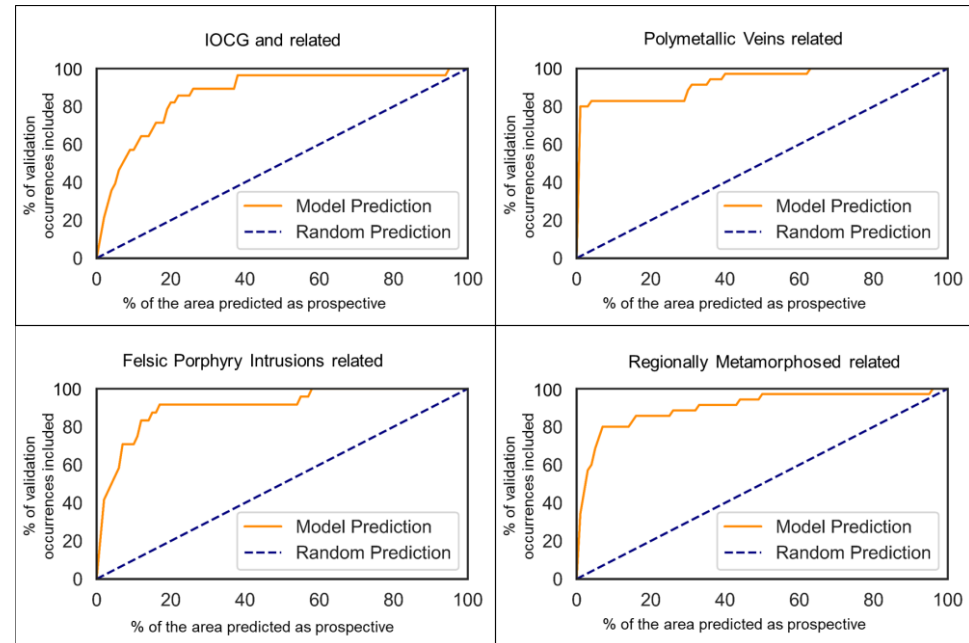 IOCG and related
100
80
60
40
20
0
% of validation
occurrences included
Model Prediction
Random Prediction
0 20 40 60 80 100
% of the area predicted as prospective
Polymetallic Veins related
100
80
60
40
20
0
% of validation
occurrences included
Model Prediction
Random Prediction
0 20 40 60 80 100
% of the area predicted as prospective
Felsic Porphyry Intrusions related
100
80
60
40
20
0
% of validation
occurrences included
Model Prediction
Random Prediction
0 20 40 60 80 100
% of the area predicted as prospective
Regionally Metamorphosed related
100
80
60
40
20
0
% of validation
occurrences included
Model Prediction
Random Prediction
0 20 40 60 80 100
% of the area predicted as prospective